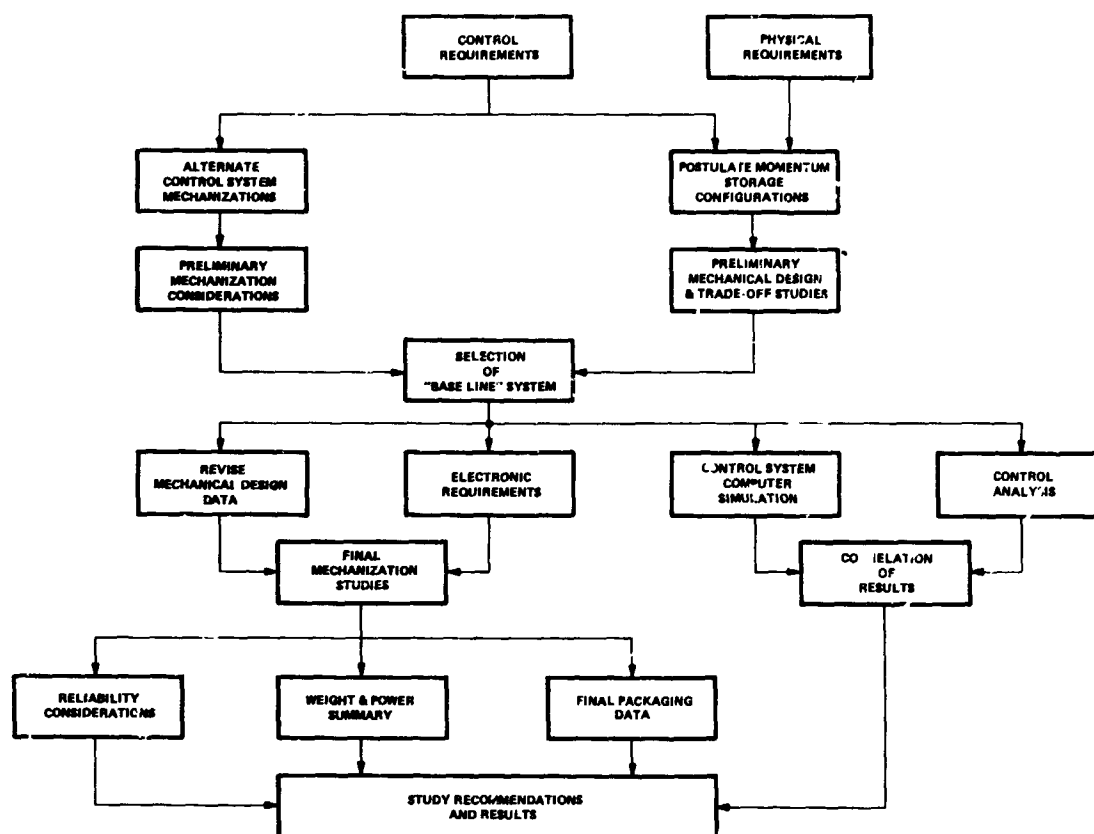 CONTROL
REQUIREMENTS
PHYSICAL
REQUIREMENTS
ALTERNATE
CONTROL SYSTEM
MECHANIZATIONS
POSTULATE MOMENTUM
STORAGE
CONFIGURATIONS
PRELIMINARY
MECHANIZATION
CONSIDERATIONS
PRELIMINARY
MECHANICAL DESIGN
& TRADE-OFF STUDIES
SELECTION
OF
"BASE LINE" SYSTEM
REVISE
MECHANICAL DESIGN
DATA
ELECTRONIC
REQUIREMENTS
CONTROL SYSTEM
COMPUTER
SIMULATION
CONTROL
ANALYSIS
FINAL
MECHANIZATION
STUDIES
OF
RESULTS
RELIABILITY
CONSIDERATIONS
WEIGHT & POWER
SUMMARY
FINAL PACKAGING
DATA
STUDY RECOMMENDATIONS
AND RESULTS